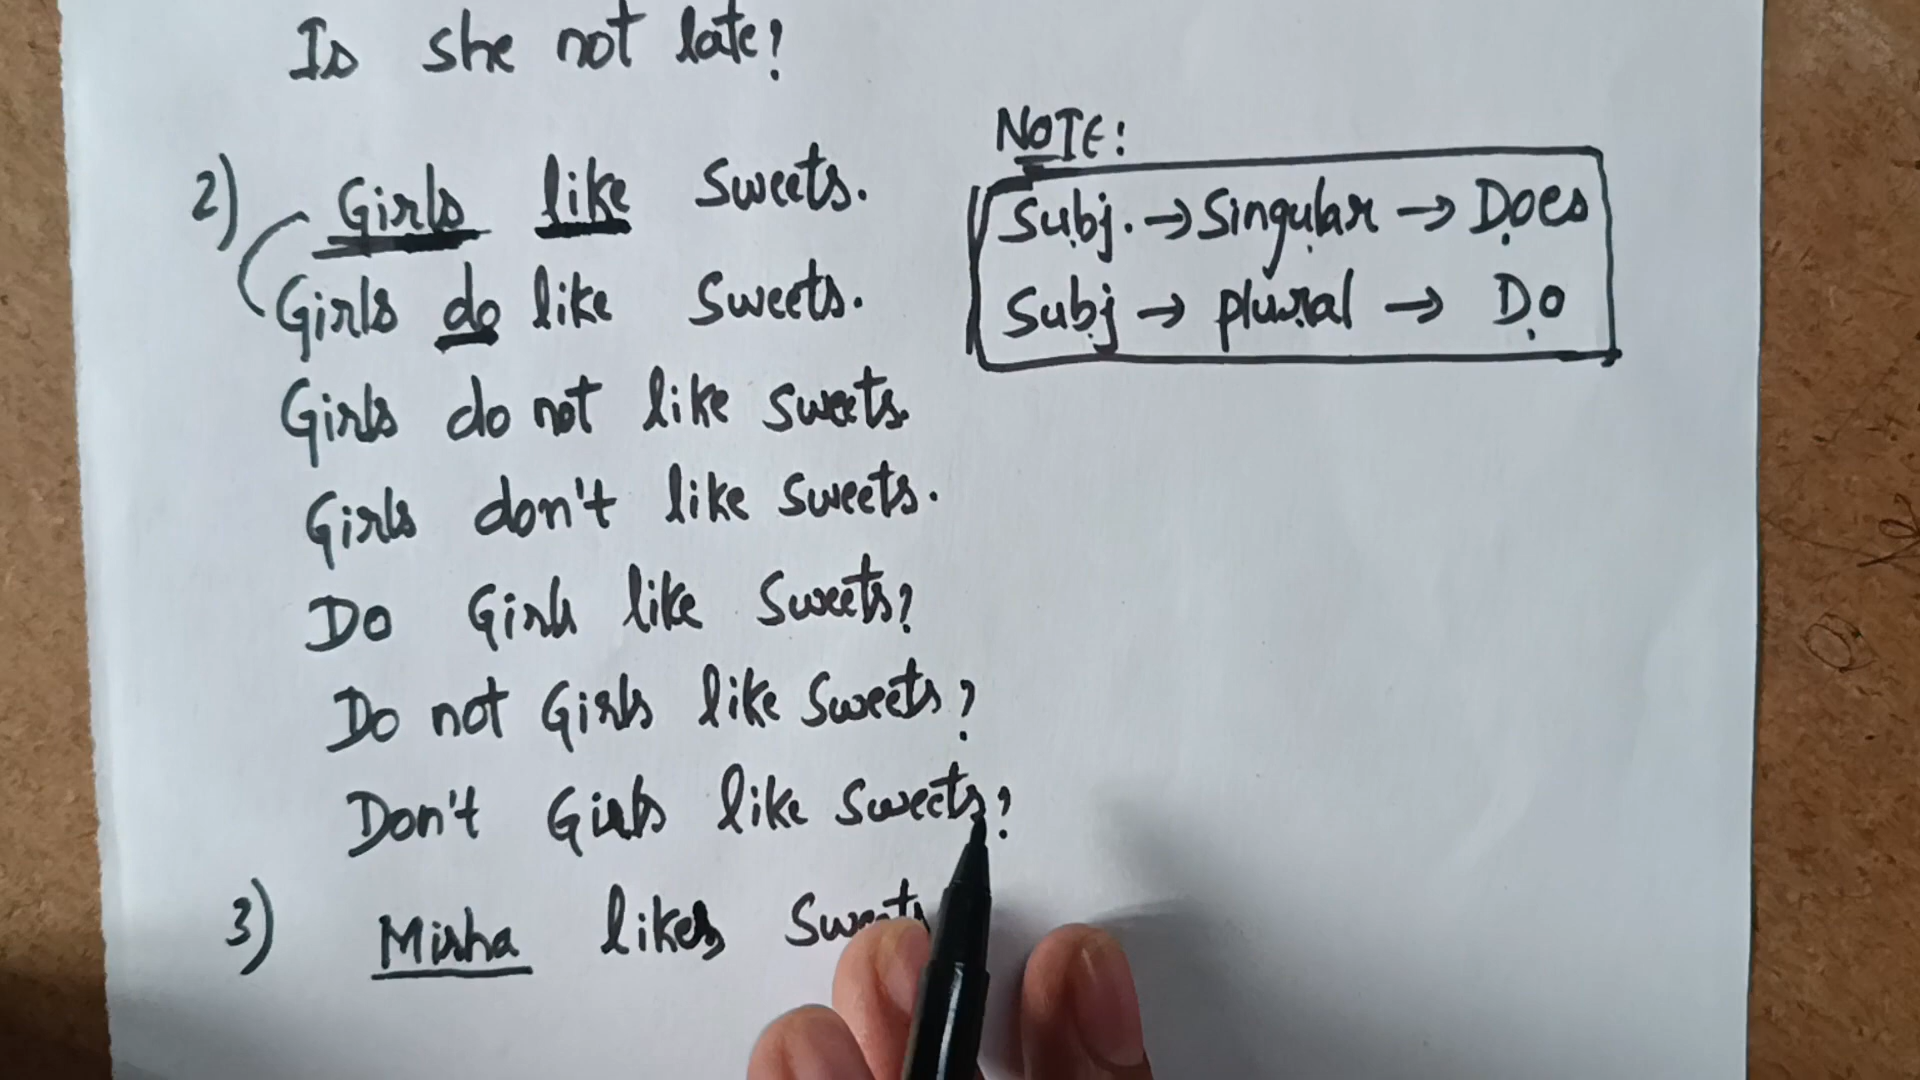 Is she not late?
2) Girls like sweets.
Girls do like sweets.
Girls do not like sweets.
Girls don't like sweets.
Do Girls like sweets?
Do not Girls like sweets?
Don't Girls like sweets?
3) Misha likes sweets
NOTE:
Subj. → Singular → Does
Subj → plural → Do